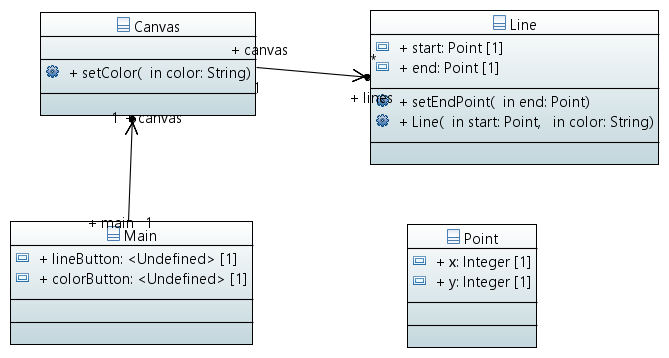 Canvas
+ setColor( in color: String)
+ canvas
1
*
+ lines
Line
+ start: Point [1]
+ end: Point [1]
+ setEndPoint( in end: Point)
+ Line( in start: Point, in color: String)
1 + canvas
+ main 1
Main
+ lineButton: <Undefined> [1]
+ colorButton: <Undefined> [1]
Point
+ x: Integer [1]
+ y: Integer [1]